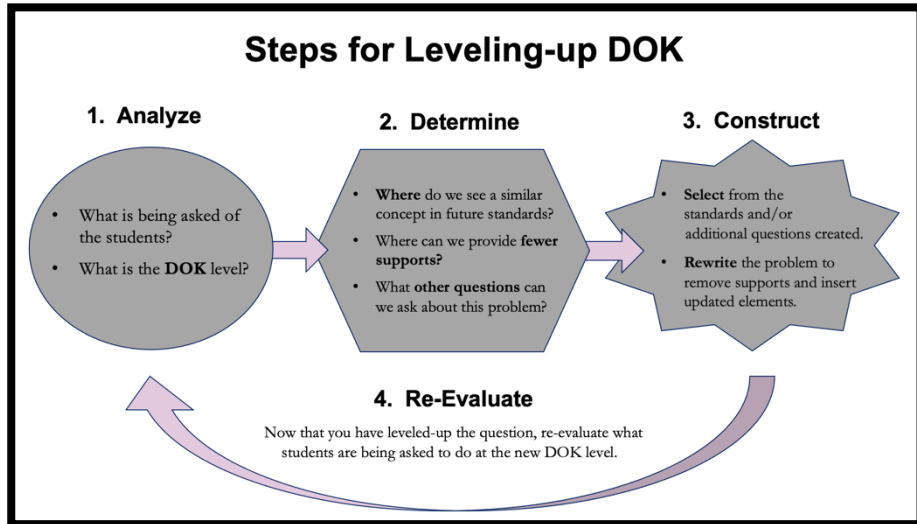 Steps for Leveling-up DOK
1. Analyze
• What is being asked of
the students?
• What is the DOK level?
2. Determine
• Where do we see a similar
concept in future standards?
• Where can we provide fewer
supports?
• What other questions can
we ask about this problem?
3. Construct
• Select from the
standards and/or
additional questions created.
• Rewrite the problem to
remove supports and insert
updated elements.
4. Re-Evaluate
Now that you have leveled-up the question, re-evaluate what
students are being asked to do at the new DOK level.